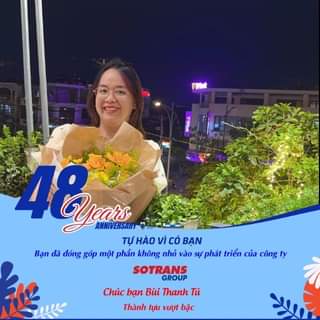 48
Years
ANNIVERSARY
TỰ HÀO VÌ CÓ BẠN
Bạn đã đóng góp một phần không nhỏ vào sự phát triển của công ty
SOTRANS
GROUP
Chúc bạn Bùi Thanh Tú
Thành tựu vượt bậc